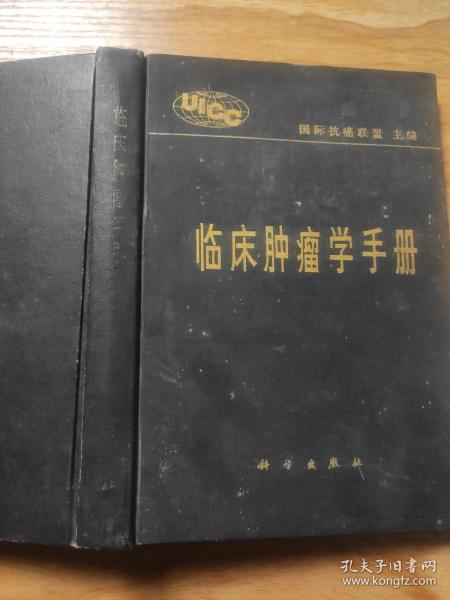 UICC
国际抗癌联盟 主编
临床肿瘤学手册
科学出版社
临床肿瘤学手册
孔夫子旧书网
www.kongfz.com